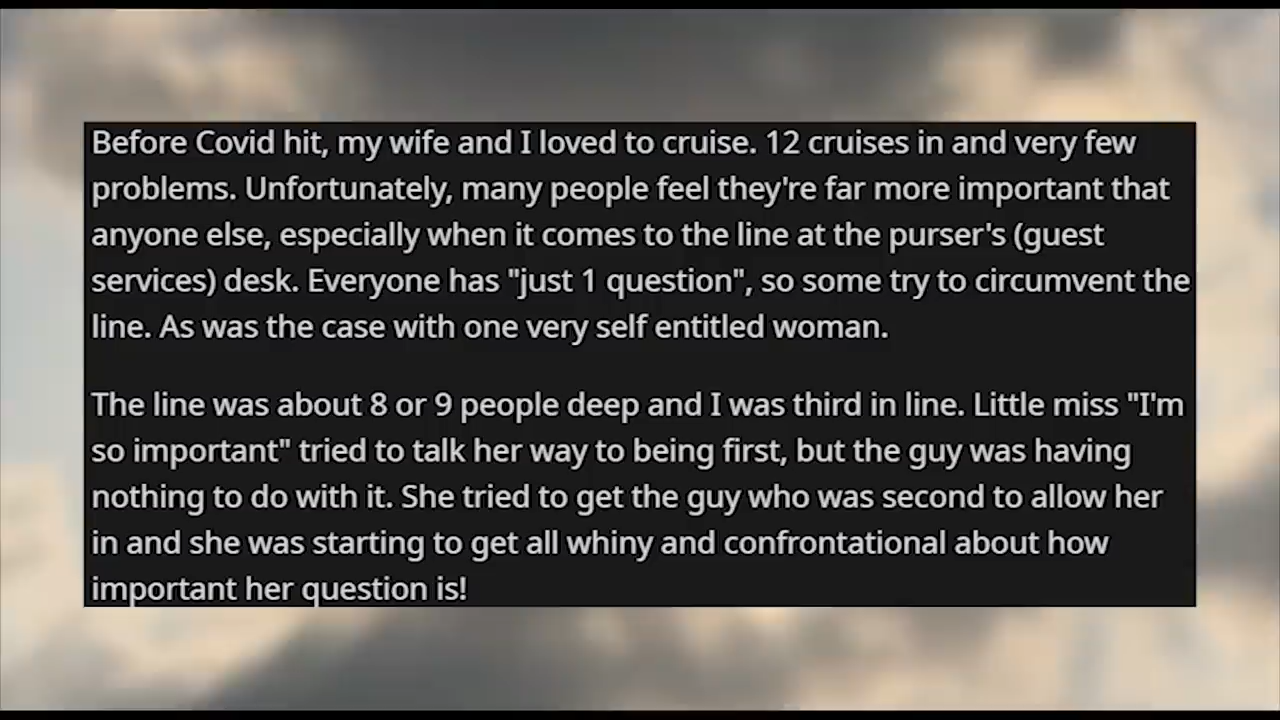 Before Covid hit, my wife and I loved to cruise. 12 cruises in and very few
problems. Unfortunately, many people feel they're far more important that
anyone else, especially when it comes to the line at the purser's (guest
services) desk. Everyone has "just 1 question", so some try to circumvent the
line. As was the case with one very self entitled woman.
The line was about 8 or 9 people deep and I was third in line. Little miss "I'm
so important" tried to talk her way to being first, but the guy was having
nothing to do with it. She tried to get the guy who was second to allow her
in and she was starting to get all whiny and confrontational about how
important her question is!